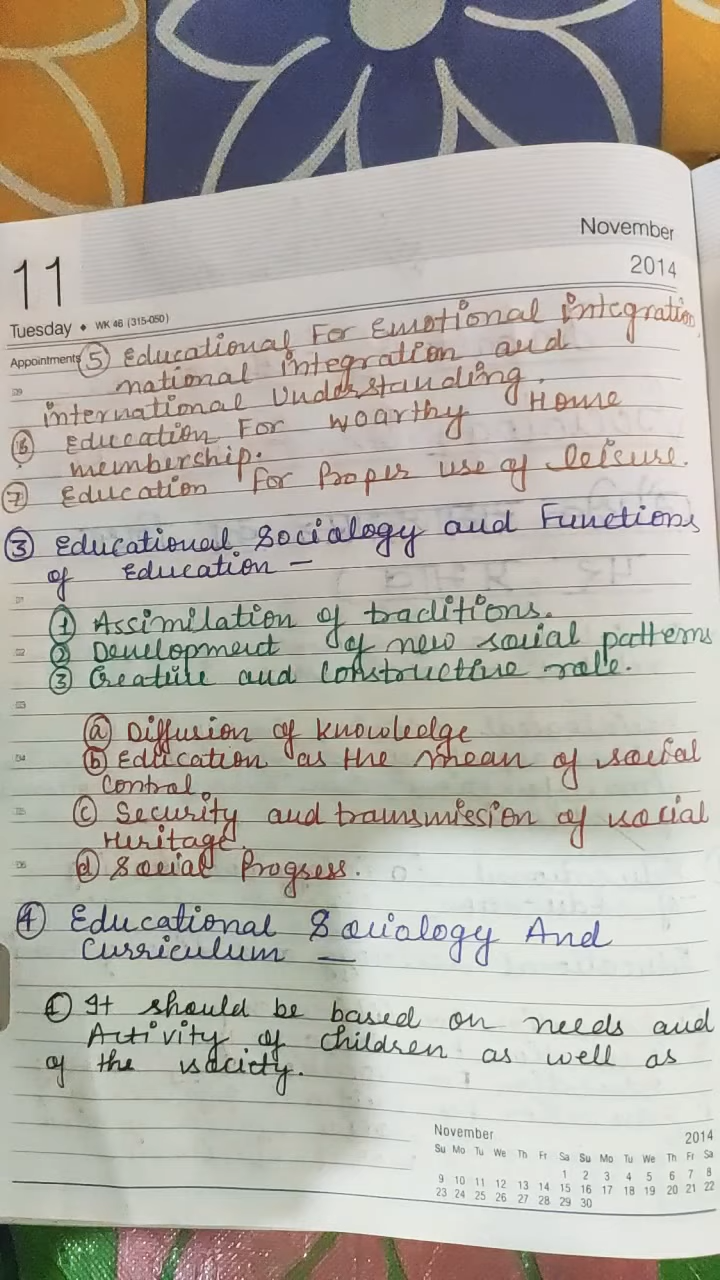 November
2014
11
Tuesday ◆ WK 46 (315-050)
Appointments ⑤ Educational For Emotional integration,
national integration and
international Understanding.
⑥ Education For woarthy House
membership.
⑦ Education for Proper use of leisure.
③ Educational Socialogy and Functions
of Education —
① Assimilation of traditions.
② Development of new social patterns
③ Creative and constructive role.
ⓐ Diffusion of knowledge
ⓑ Education as the mean of social
control.
ⓒ Security and transmission of social
Heritage.
ⓓ Social Progress.
④ Educational Sociology And
Curriculum —
① It should be based on needs and
Activity of children as well as
of the society.
November 2014
Su Mo Tu We Th Fr Sa Su Mo Tu We Th Fr Sa
1 2 3 4 5 6 7 8
9 10 11 12 13 14 15 16 17 18 19 20 21 22
23 24 25 26 27 28 29 30